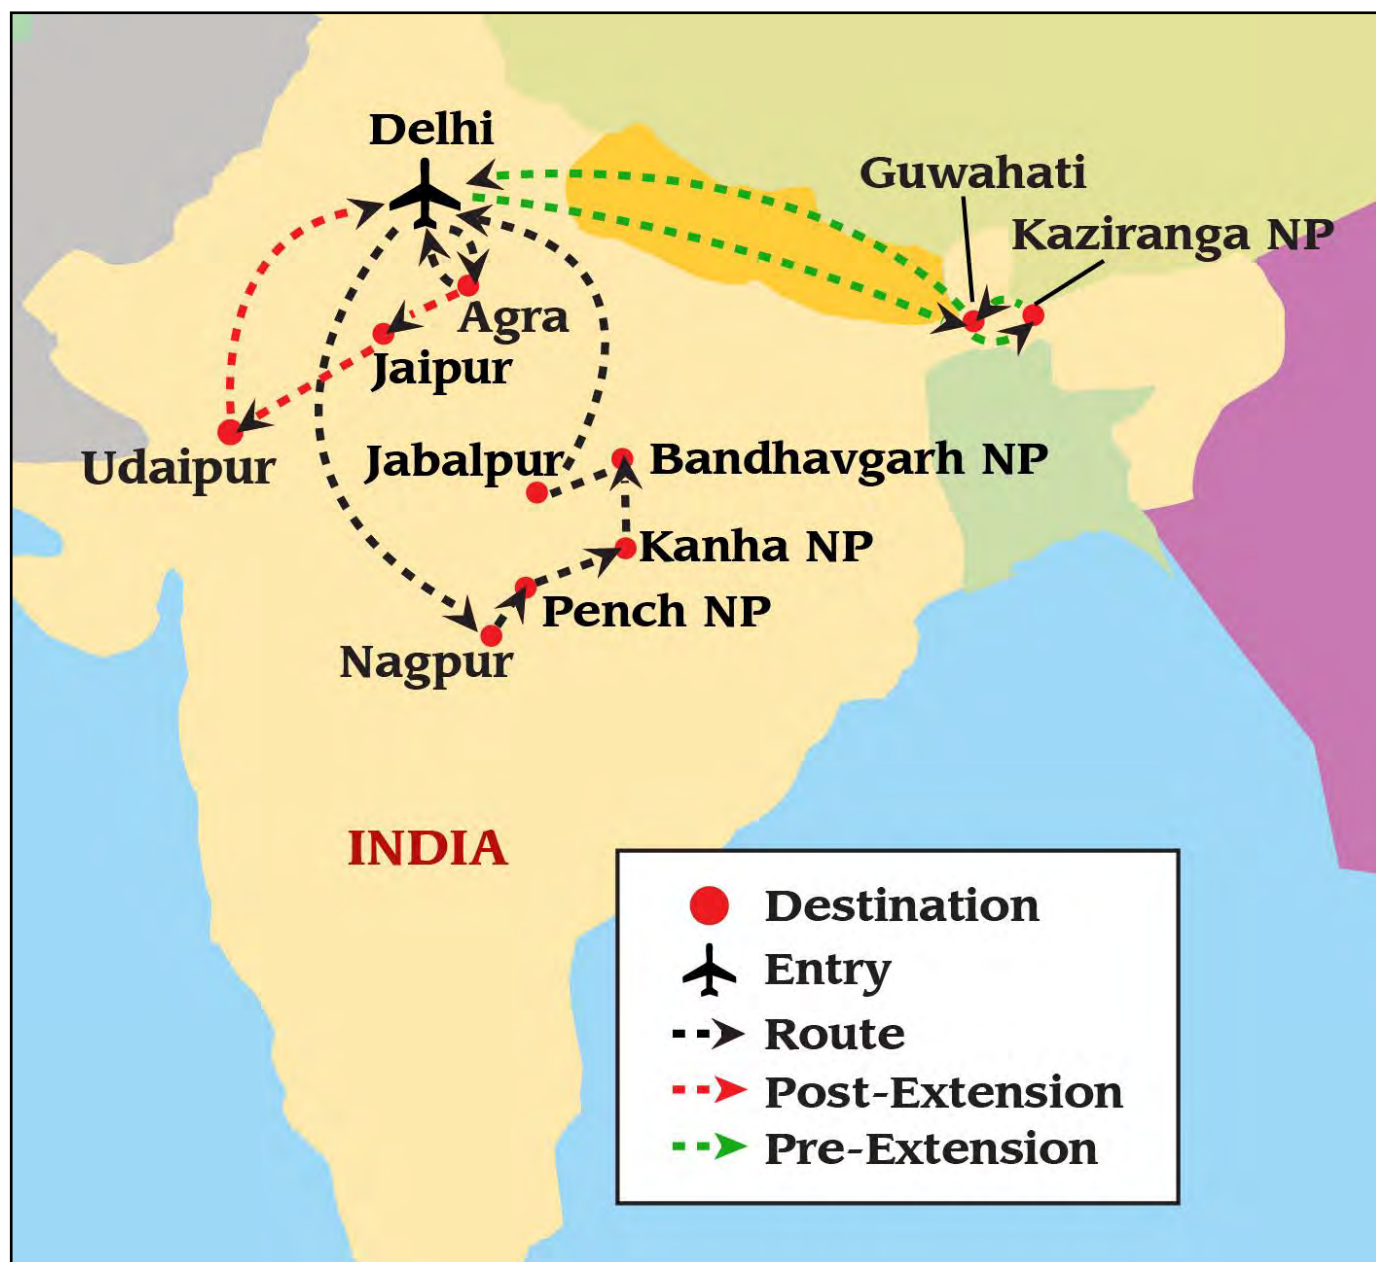 Delhi
Guwahati
Kaziranga NP
Agra
Jaipur
Udaipur
Jabalpur
Bandhavgarh NP
Kanha NP
Pench NP
Nagpur
INDIA
Destination
Entry
Route
Post-Extension
Pre-Extension